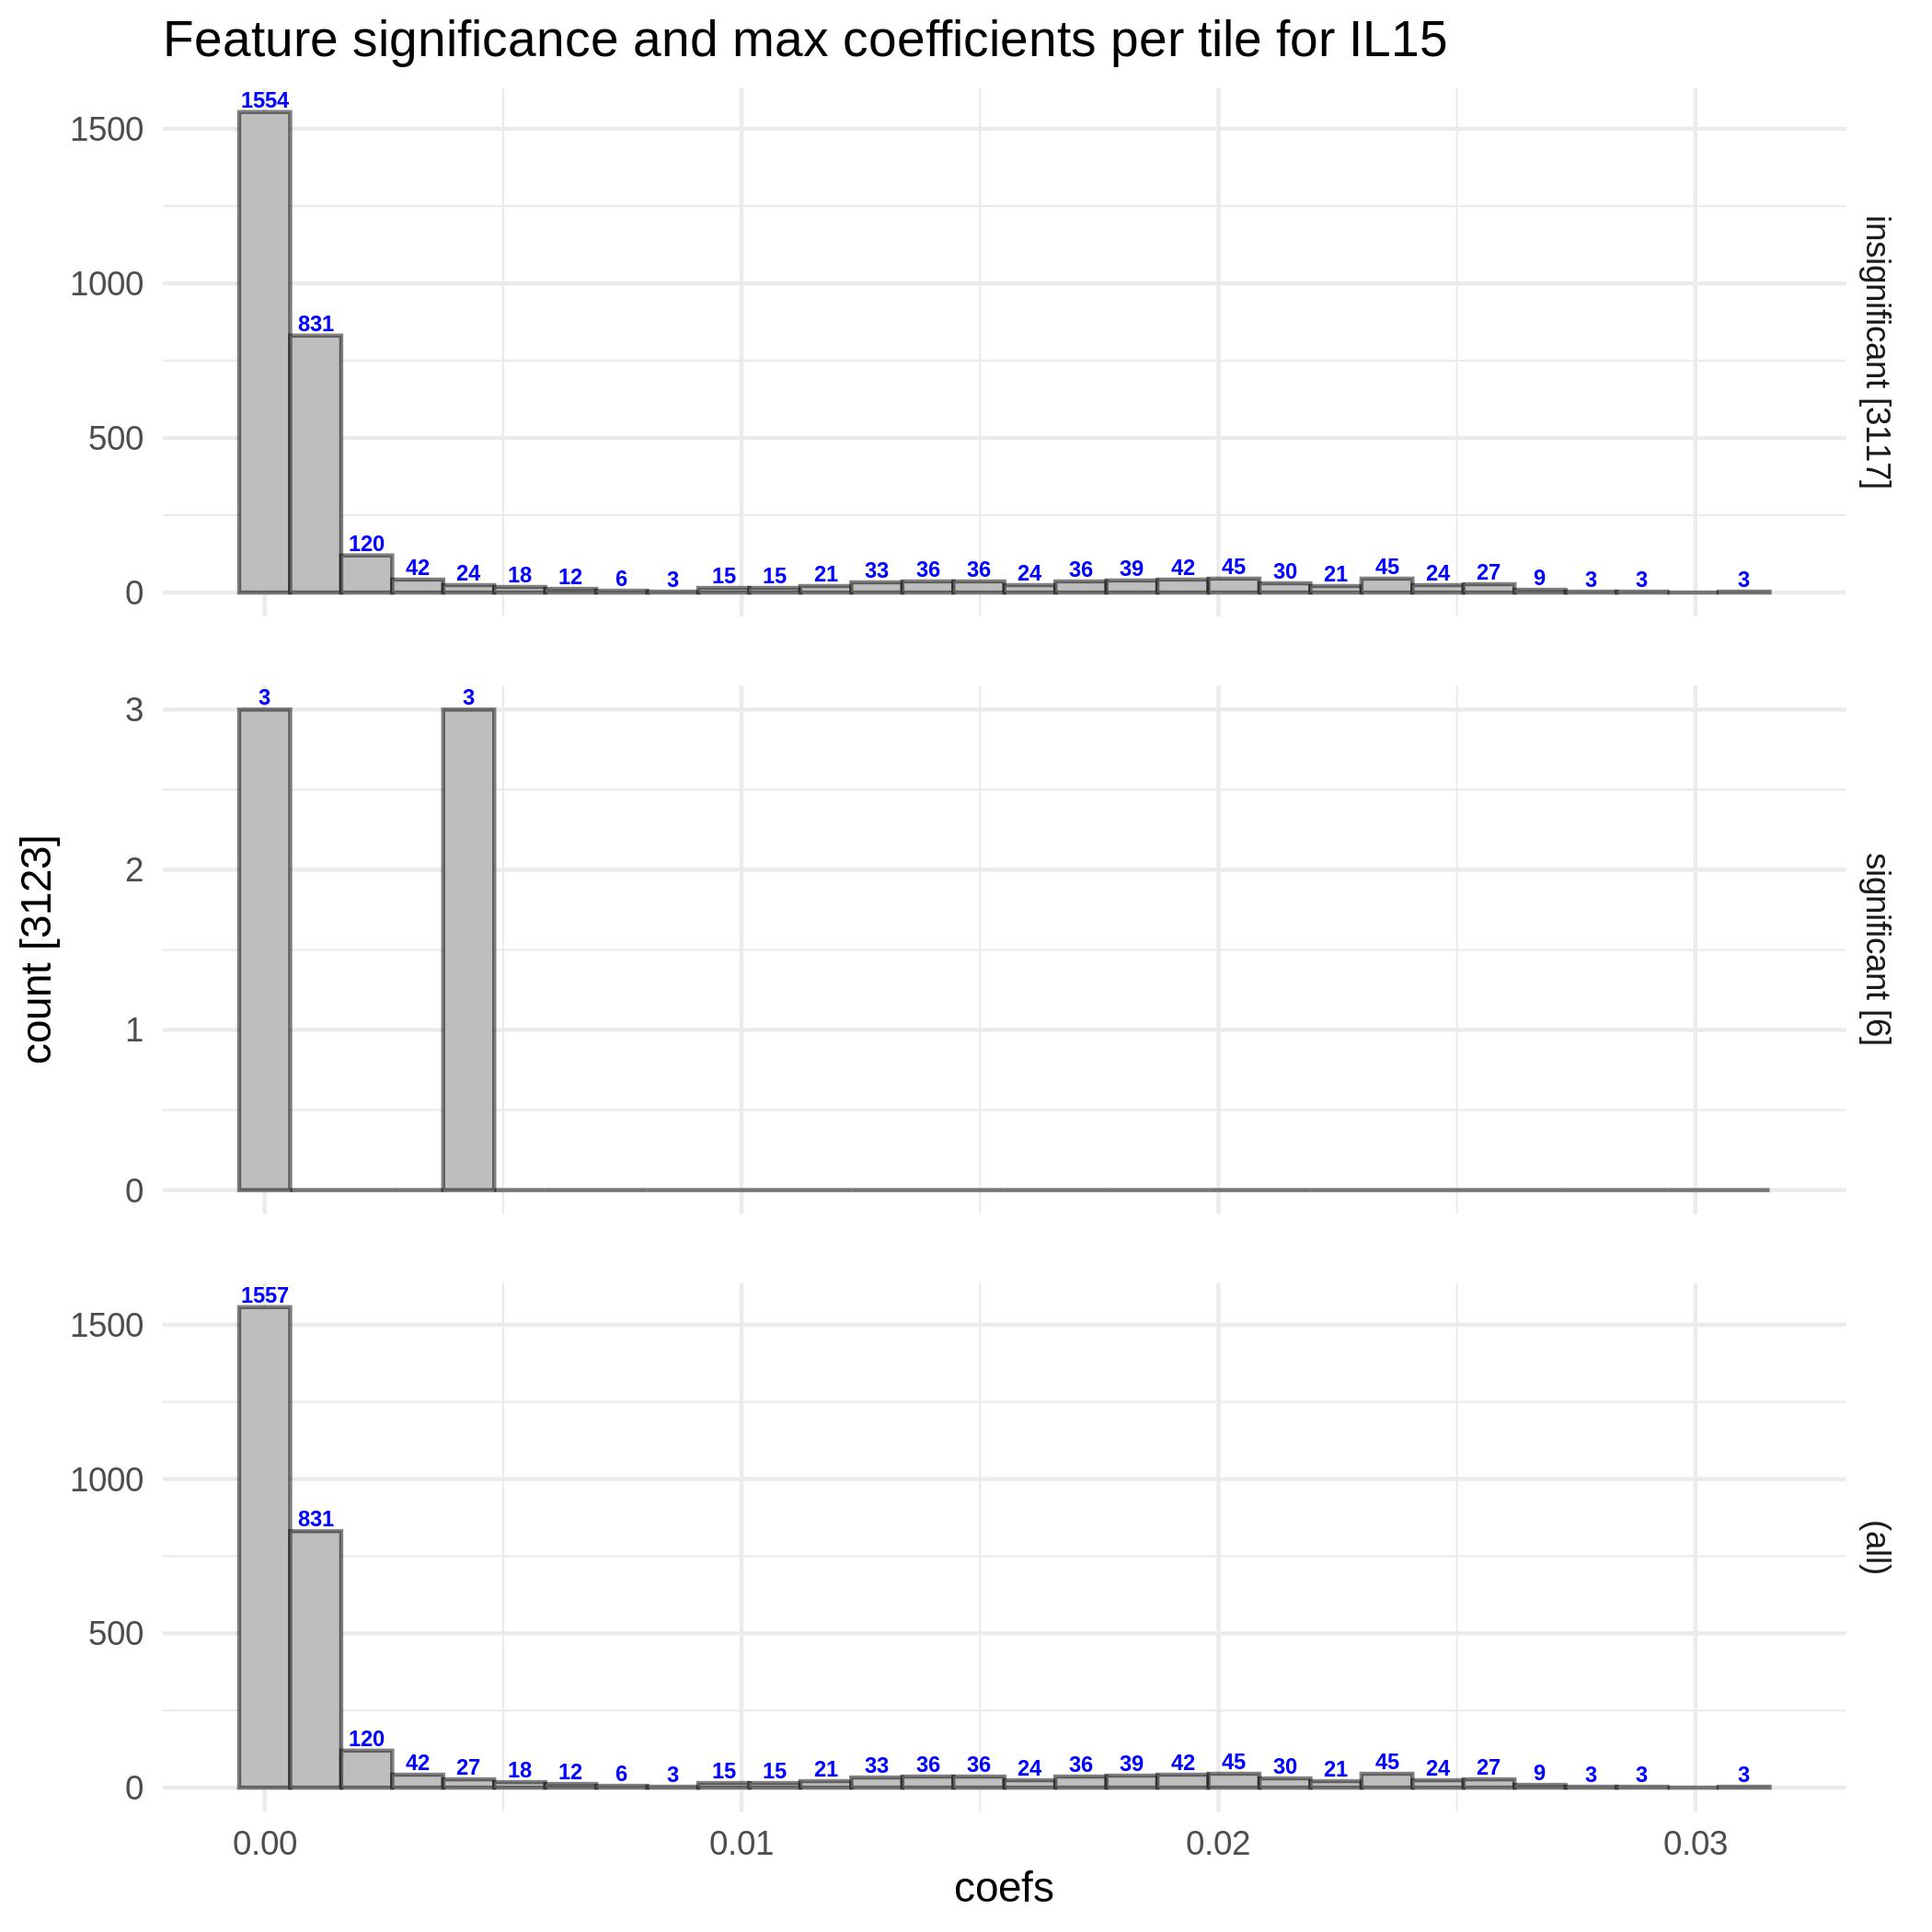 Feature significance and max coefficients per tile for IL15
1554
1500
831
1000
500
120 42 24 18 12 6 3 15 15 21 33 36 36 24 36 39 42 45 30 21 45 24 27 9 3 3 3
0
insignificant [3117]
3 3
3
2
1
0
significant [6]
count [3123]
1557
1500
831
1000
500
120 42 27 18 12 6 3 15 15 21 33 36 36 24 36 39 42 45 30 21 45 24 27 9 3 3 3
0
(all)
0.00 0.01 0.02 0.03
coefs